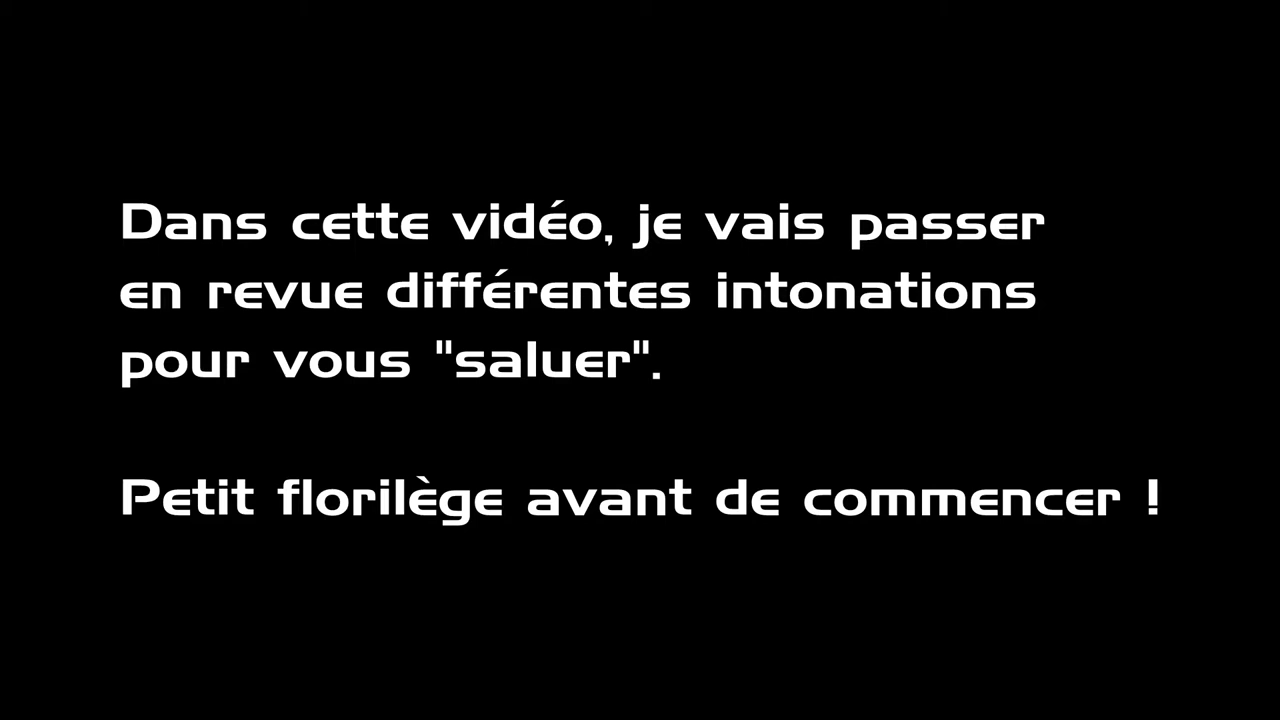 Dans cette vidéo, je vais passer
en revue différentes intonations
pour vous "saluer".
Petit florilège avant de commencer !